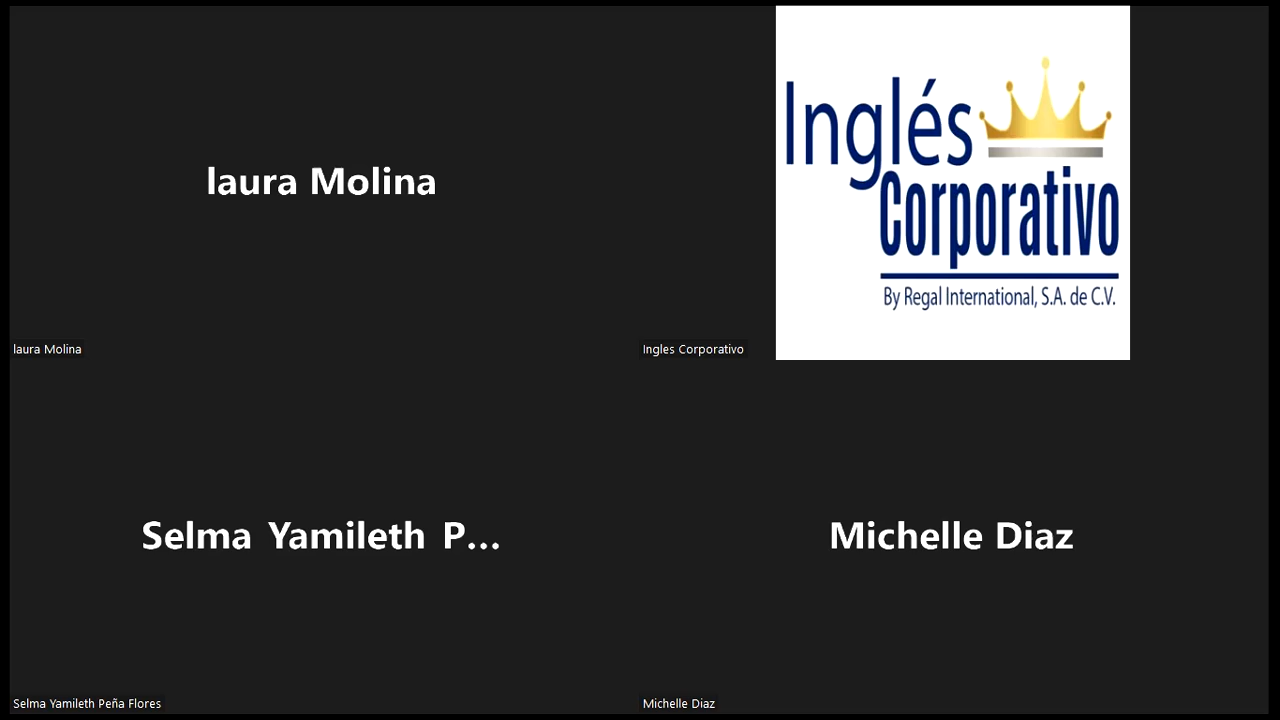 laura Molina
Inglés
Corporativo
By Regal International, S.A. de C.V.
laura Molina
Ingles Corporativo
Selma Yamileth P...
Michelle Diaz
Selma Yamileth Peña Flores
Michelle Diaz